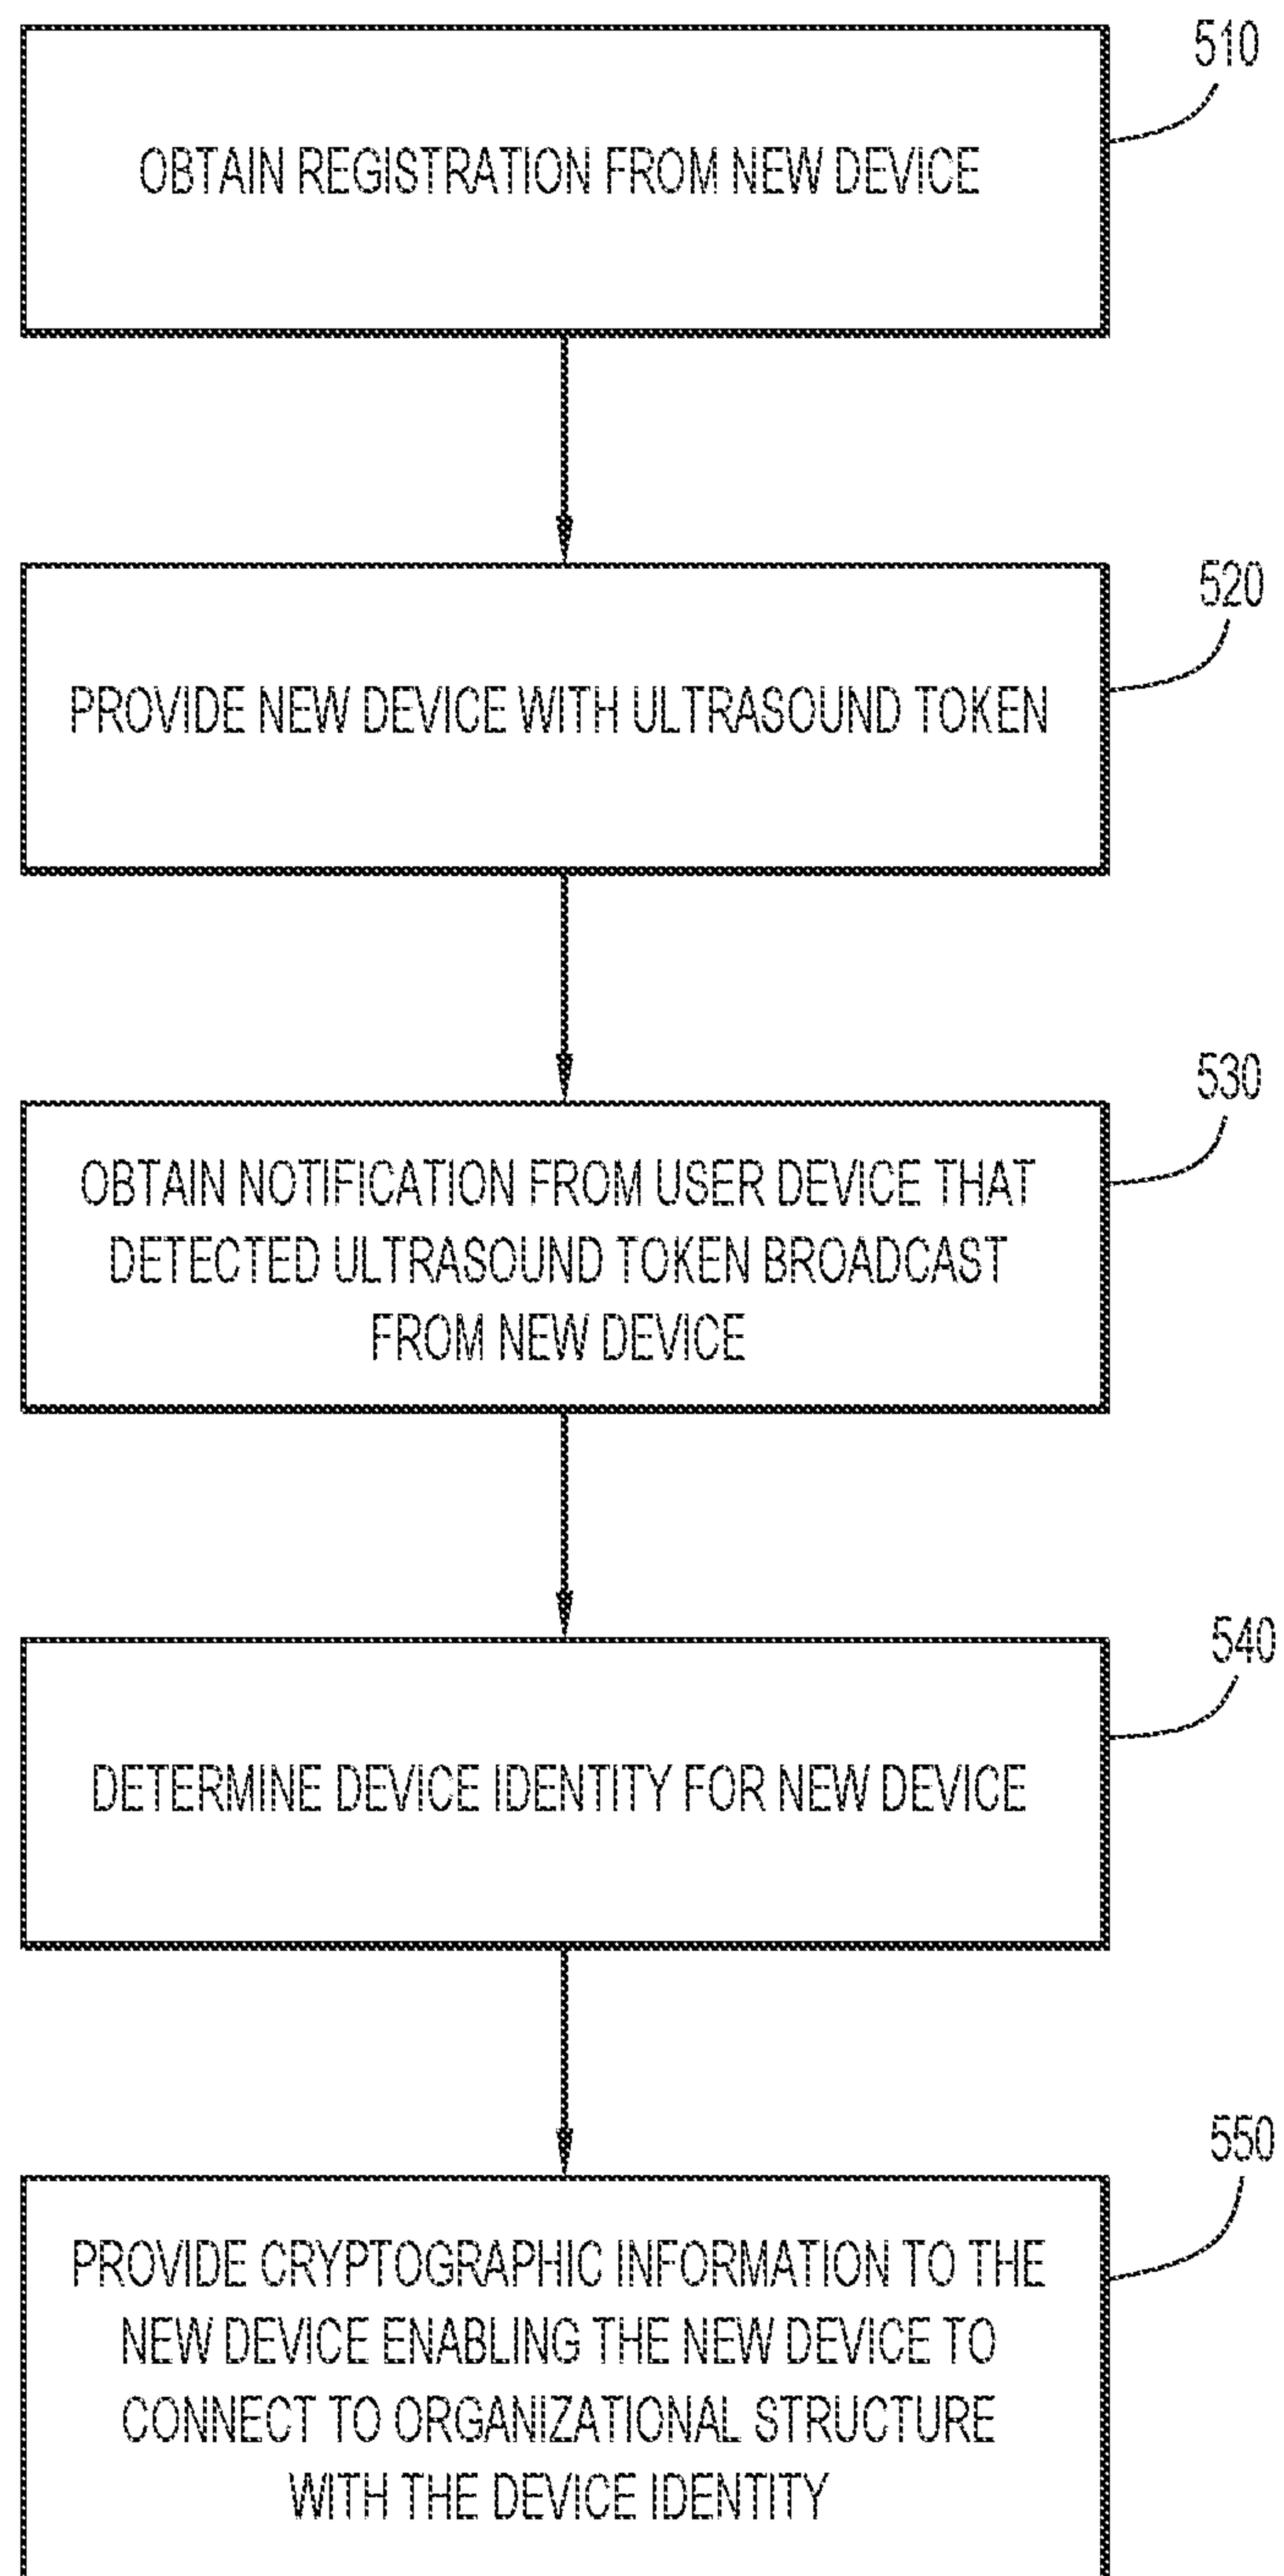 510
OBTAIN REGISTRATION FROM NEW DEVICE
520
PROVIDE NEW DEVICE WITH ULTRASOUND TOKEN
530
OBTAIN NOTIFICATION FROM USER DEVICE THAT
DETECTED ULTRASOUND TOKEN BROADCAST
FROM NEW DEVICE
540
DETERMINE DEVICE IDENTITY FOR NEW DEVICE
550
PROVIDE CRYPTOGRAPHIC INFORMATION TO THE
NEW DEVICE ENABLING THE NEW DEVICE TO
CONNECT TO ORGANIZATIONAL STRUCTURE
WITH THE DEVICE IDENTITY